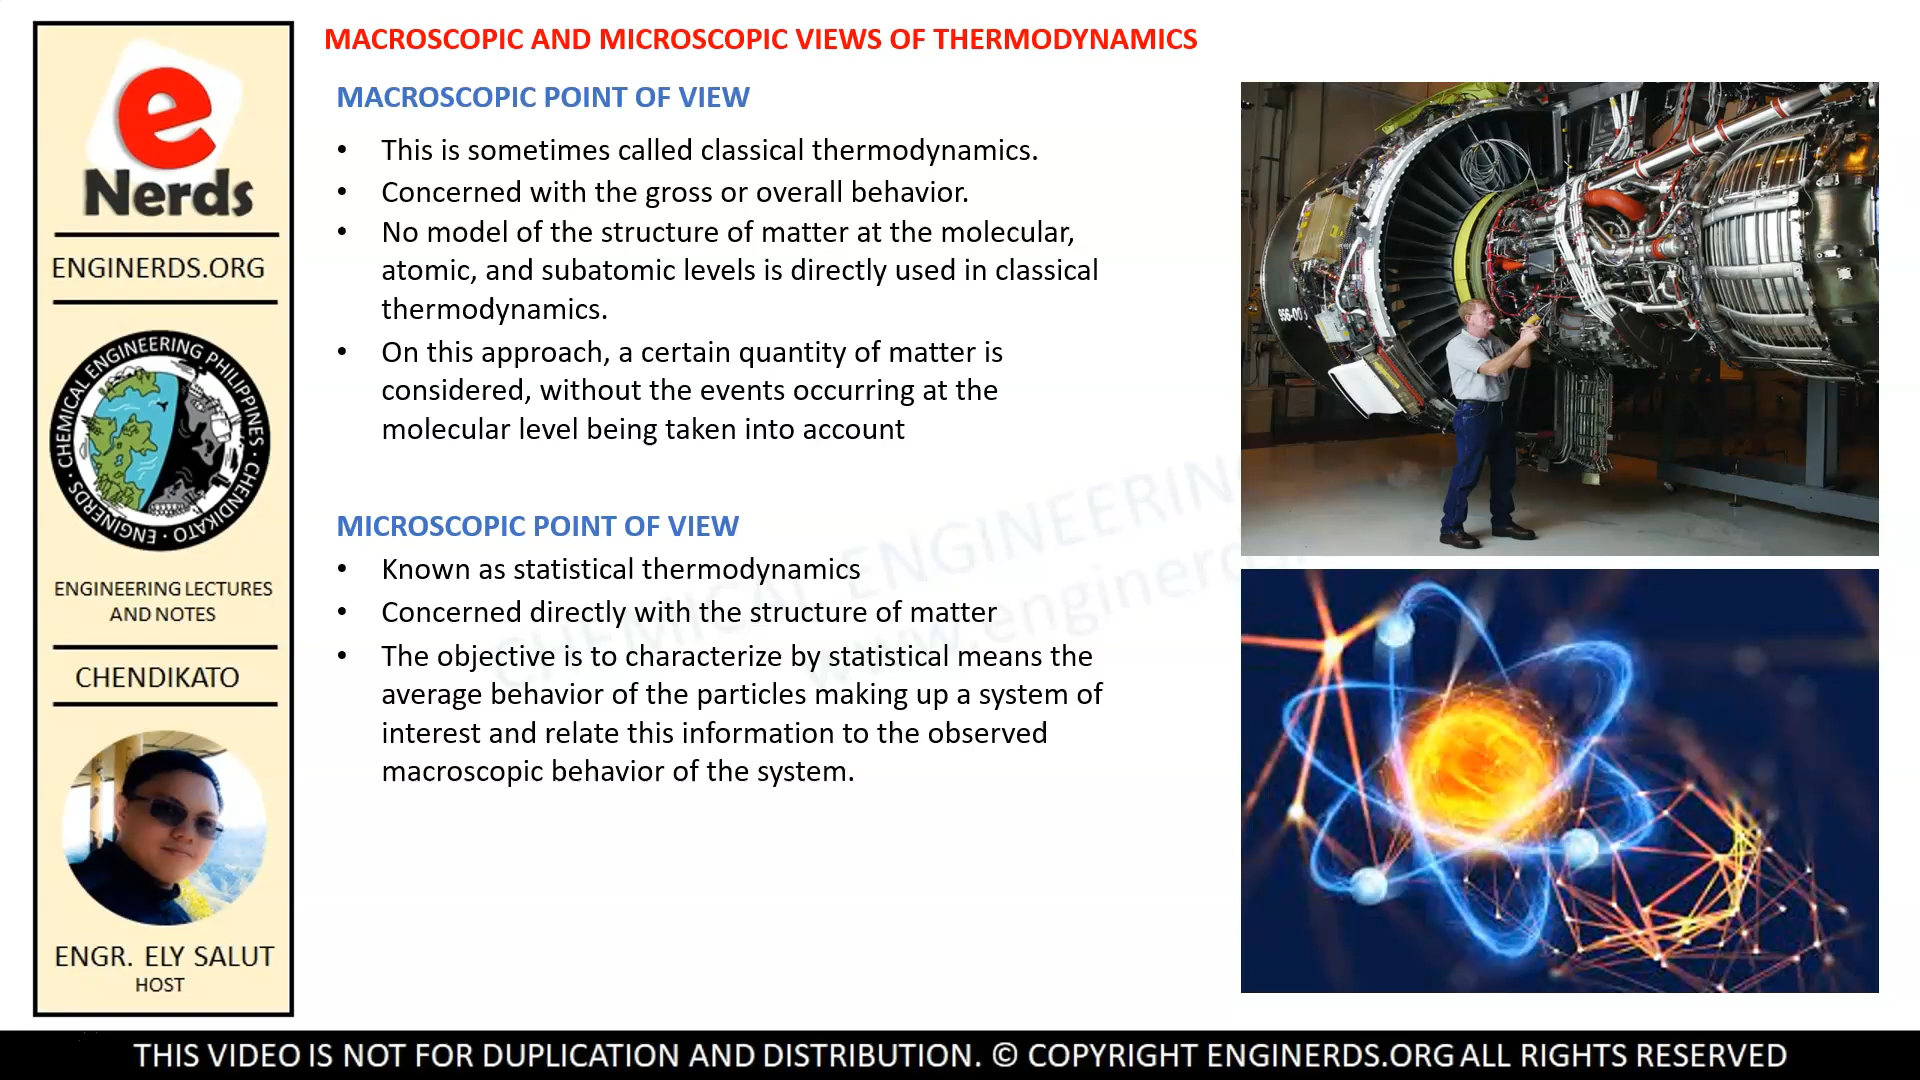 MACROSCOPIC AND MICROSCOPIC VIEWS OF THERMODYNAMICS
MACROSCOPIC POINT OF VIEW
• This is sometimes called classical thermodynamics.
• Concerned with the gross or overall behavior.
• No model of the structure of matter at the molecular,
atomic, and subatomic levels is directly used in classical
thermodynamics.
• On this approach, a certain quantity of matter is
considered, without the events occurring at the
molecular level being taken into account
MICROSCOPIC POINT OF VIEW
• Known as statistical thermodynamics
• Concerned directly with the structure of matter
• The objective is to characterize by statistical means the
average behavior of the particles making up a system of
interest and relate this information to the observed
macroscopic behavior of the system.
CHEMICAL ENGINEERIN
www.enginerd
e
Nerds
ENGINERDS.ORG
CHEMICAL ENGINEERING PHILIPPINES · CHENDIKATO · ENGINERDS ·
ENGINEERING LECTURES
AND NOTES
CHENDIKATO
ENGR. ELY SALUT
HOST
THIS VIDEO IS NOT FOR DUPLICATION AND DISTRIBUTION. © COPYRIGHT ENGINERDS.ORG ALL RIGHTS RESERVED